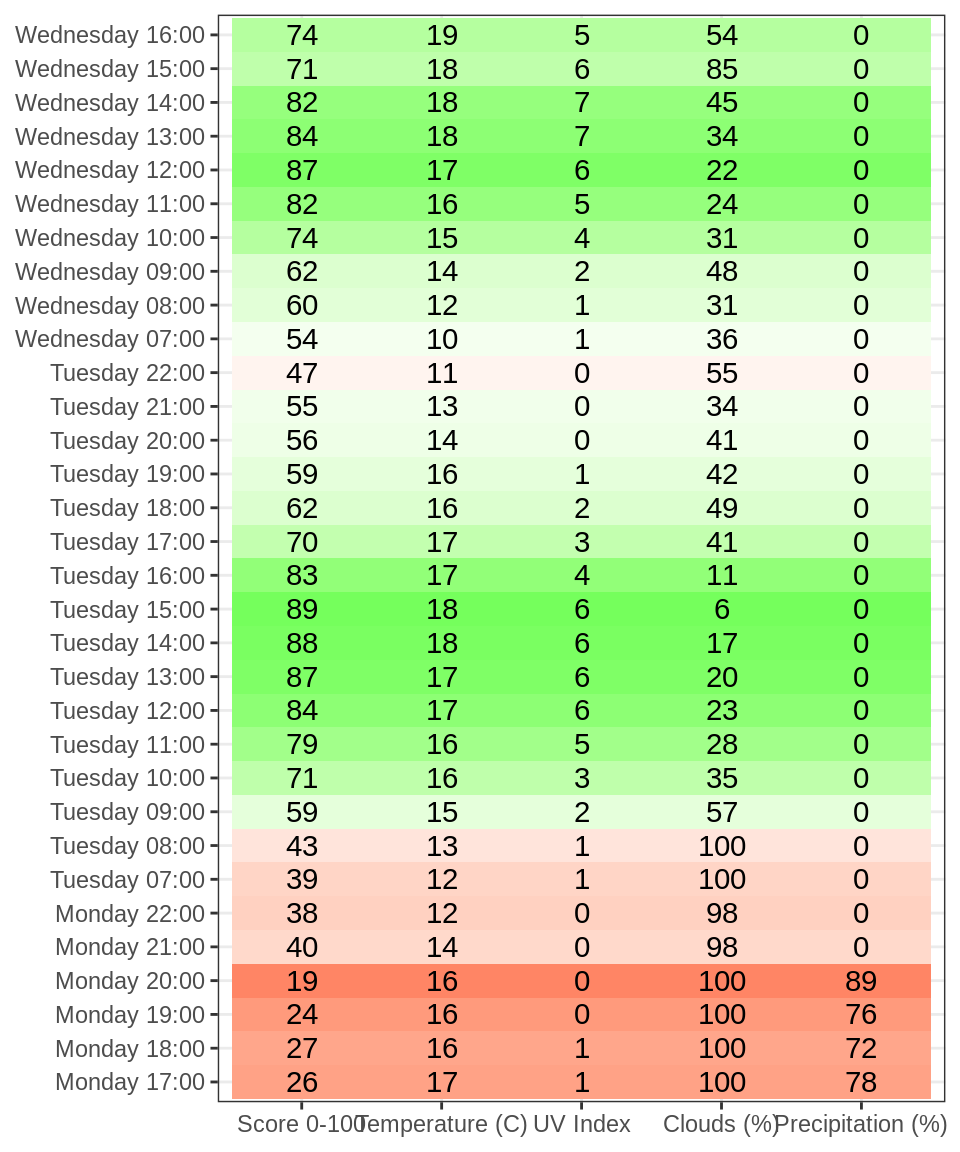 Wednesday 16:00 74 19 5 54 0
Wednesday 15:00 71 18 6 85 0
Wednesday 14:00 82 18 7 45 0
Wednesday 13:00 84 18 7 34 0
Wednesday 12:00 87 17 6 22 0
Wednesday 11:00 82 16 5 24 0
Wednesday 10:00 74 15 4 31 0
Wednesday 09:00 62 14 2 48 0
Wednesday 08:00 60 12 1 31 0
Wednesday 07:00 54 10 1 36 0
Tuesday 22:00 47 11 0 55 0
Tuesday 21:00 55 13 0 34 0
Tuesday 20:00 56 14 0 41 0
Tuesday 19:00 59 16 1 42 0
Tuesday 18:00 62 16 2 49 0
Tuesday 17:00 70 17 3 41 0
Tuesday 16:00 83 17 4 11 0
Tuesday 15:00 89 18 6 6 0
Tuesday 14:00 88 18 6 17 0
Tuesday 13:00 87 17 6 20 0
Tuesday 12:00 84 17 6 23 0
Tuesday 11:00 79 16 5 28 0
Tuesday 10:00 71 16 3 35 0
Tuesday 09:00 59 15 2 57 0
Tuesday 08:00 43 13 1 100 0
Tuesday 07:00 39 12 1 100 0
Monday 22:00 38 12 0 98 0
Monday 21:00 40 14 0 98 0
Monday 20:00 19 16 0 100 89
Monday 19:00 24 16 0 100 76
Monday 18:00 27 16 1 100 72
Monday 17:00 26 17 1 100 78
Score 0-100 Temperature (C) UV Index Clouds (%) Precipitation (%)